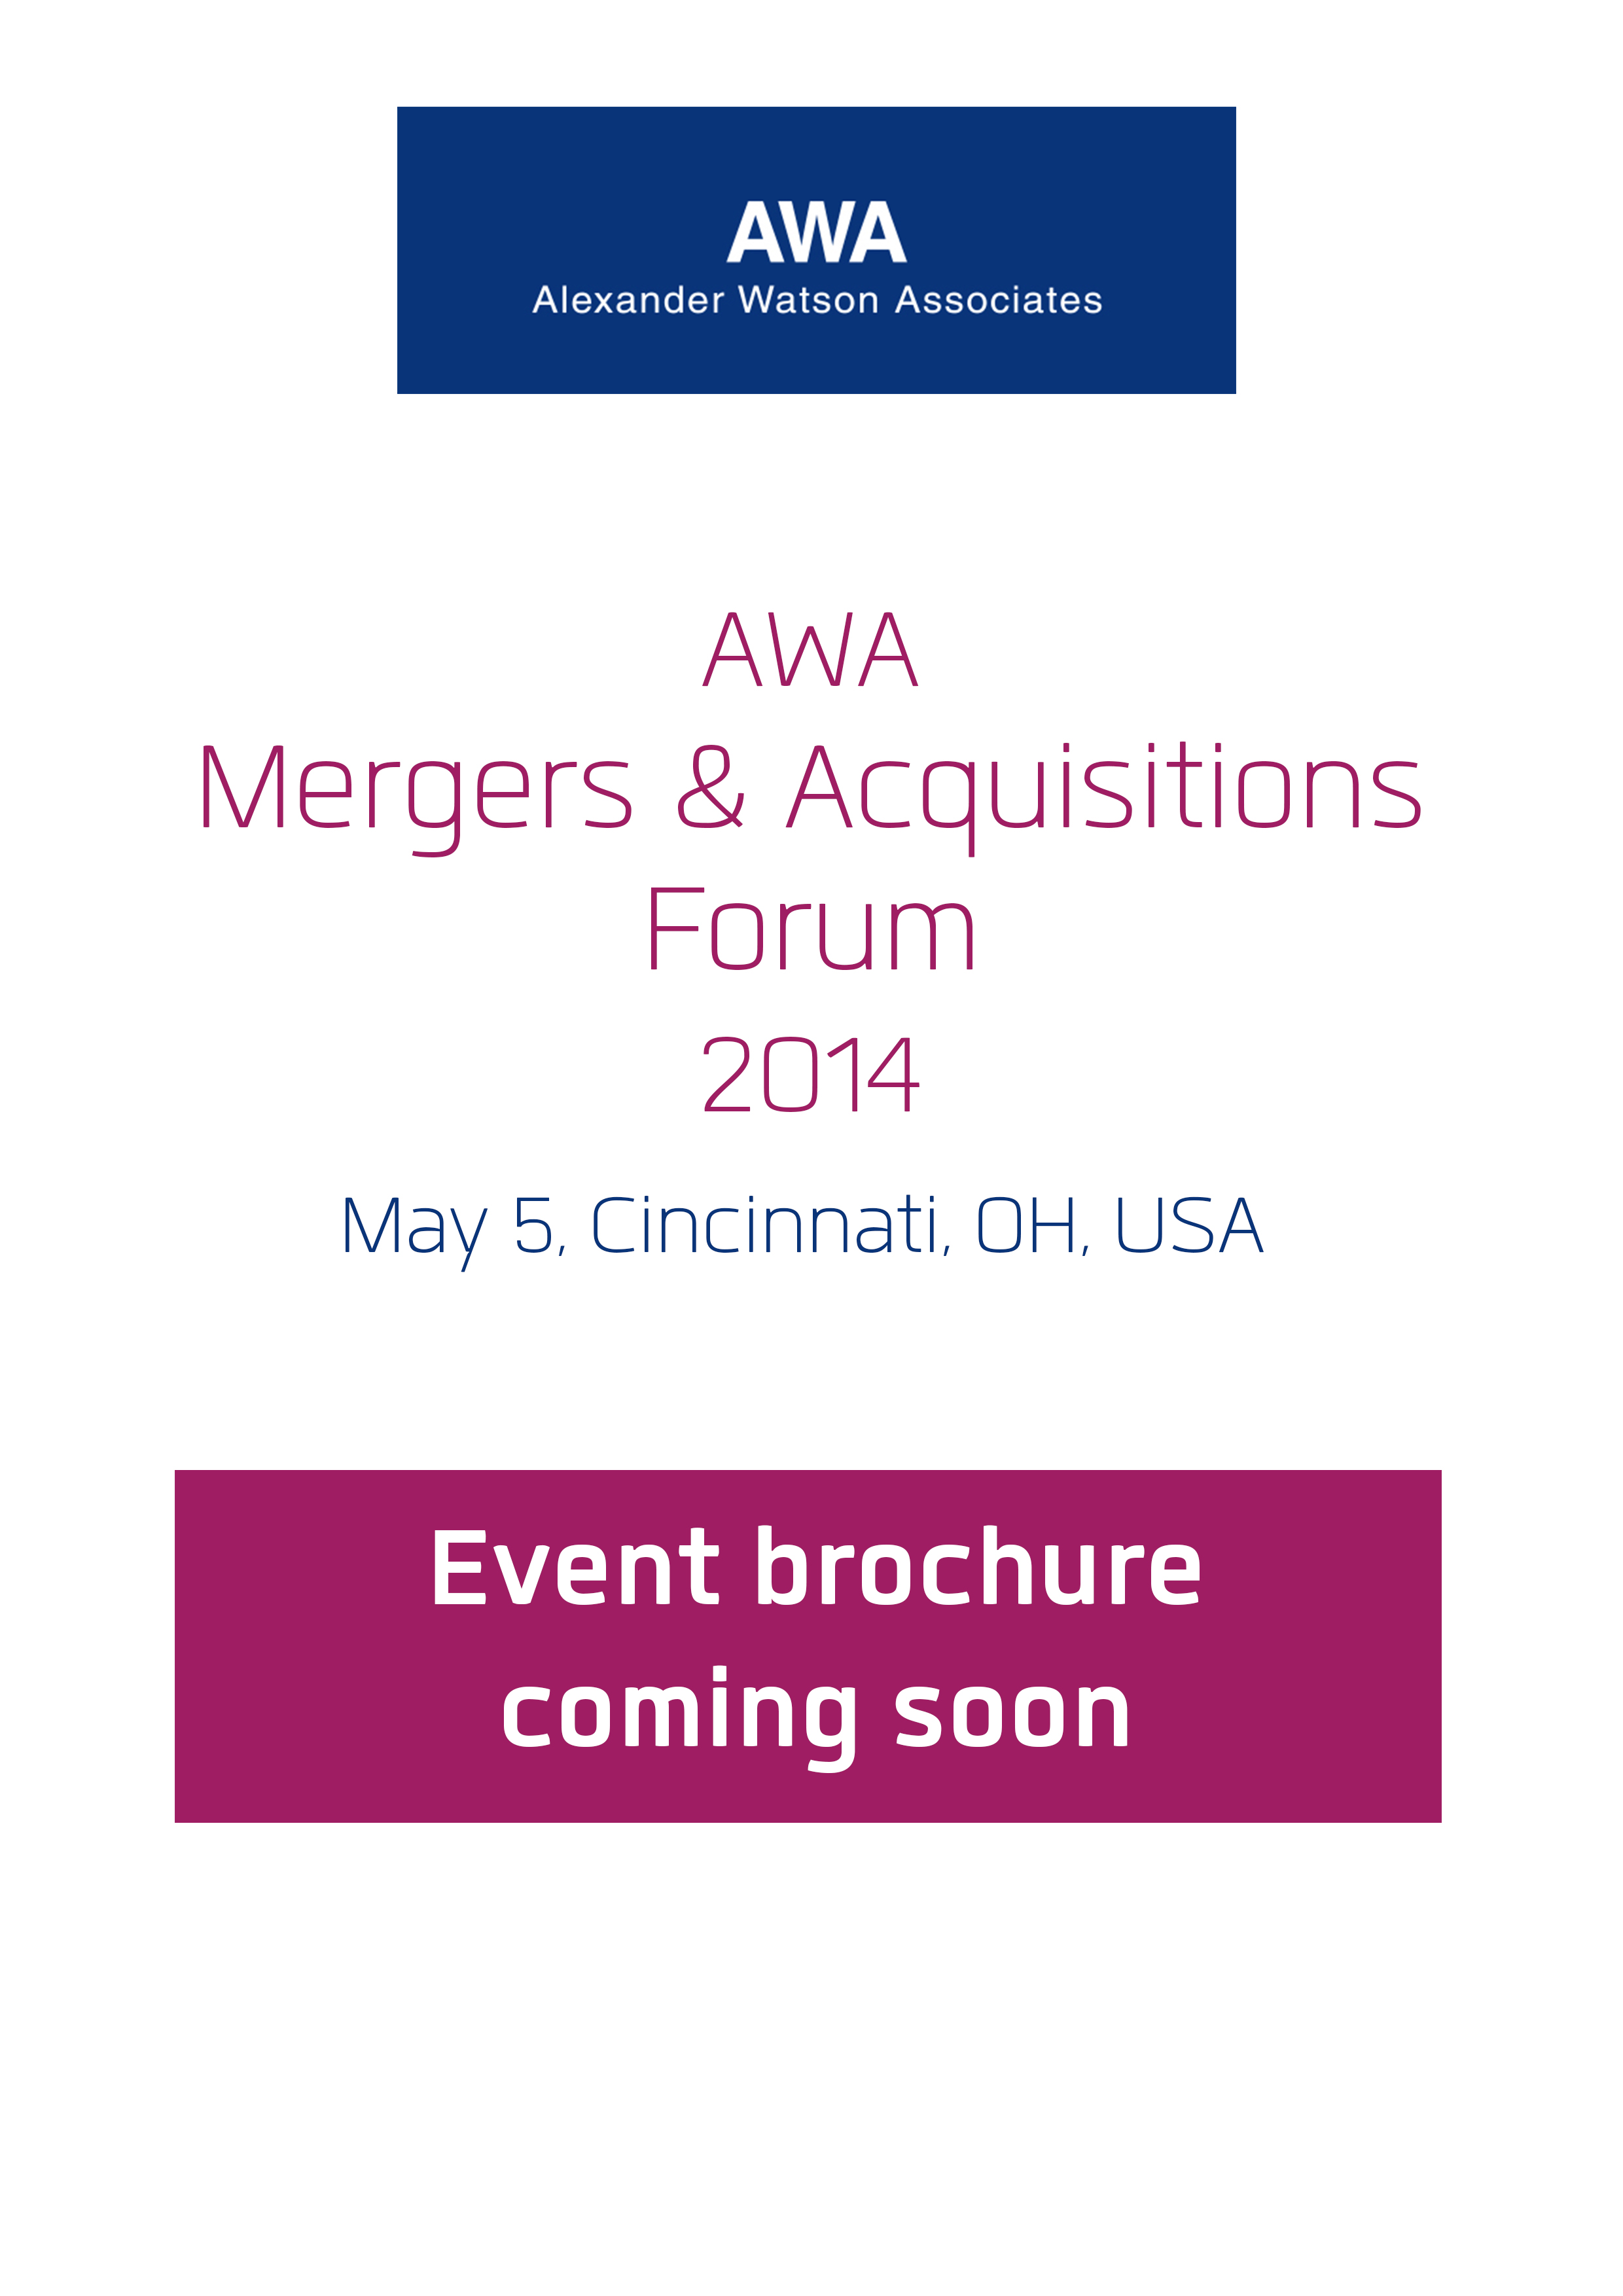 AWA
Alexander Watson Associates
AWA
Mergers & Acquisitions
Forum
2014
May 5, Cincinnati, OH, USA
Event brochure
coming soon